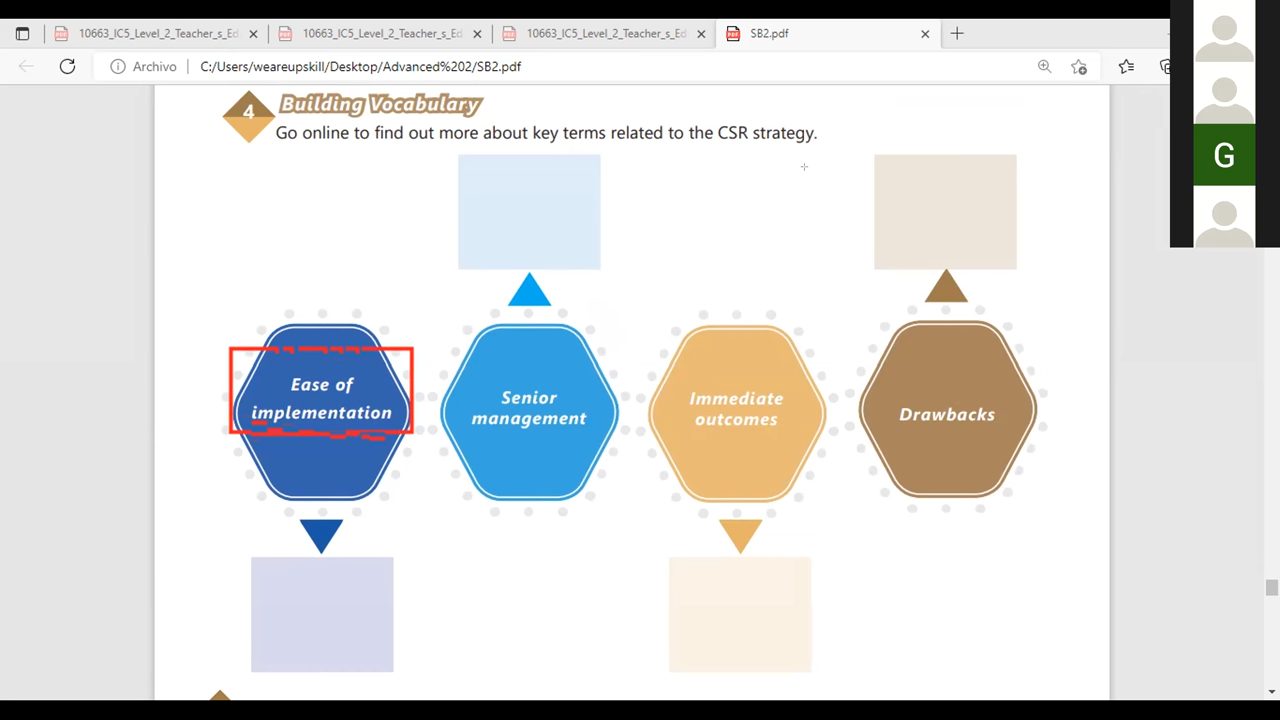 10663_IC5_Level_2_Teacher_s_Ed
10663_IC5_Level_2_Teacher_s_Ed
10663_IC5_Level_2_Teacher_s_Ed
SB2.pdf
Archivo
C:/Users/weareupskill/Desktop/Advanced%202/SB2.pdf
4
Building Vocabulary
Go online to find out more about key terms related to the CSR strategy.
Ease of
implementation
Senior
management
Immediate
outcomes
Drawbacks
G